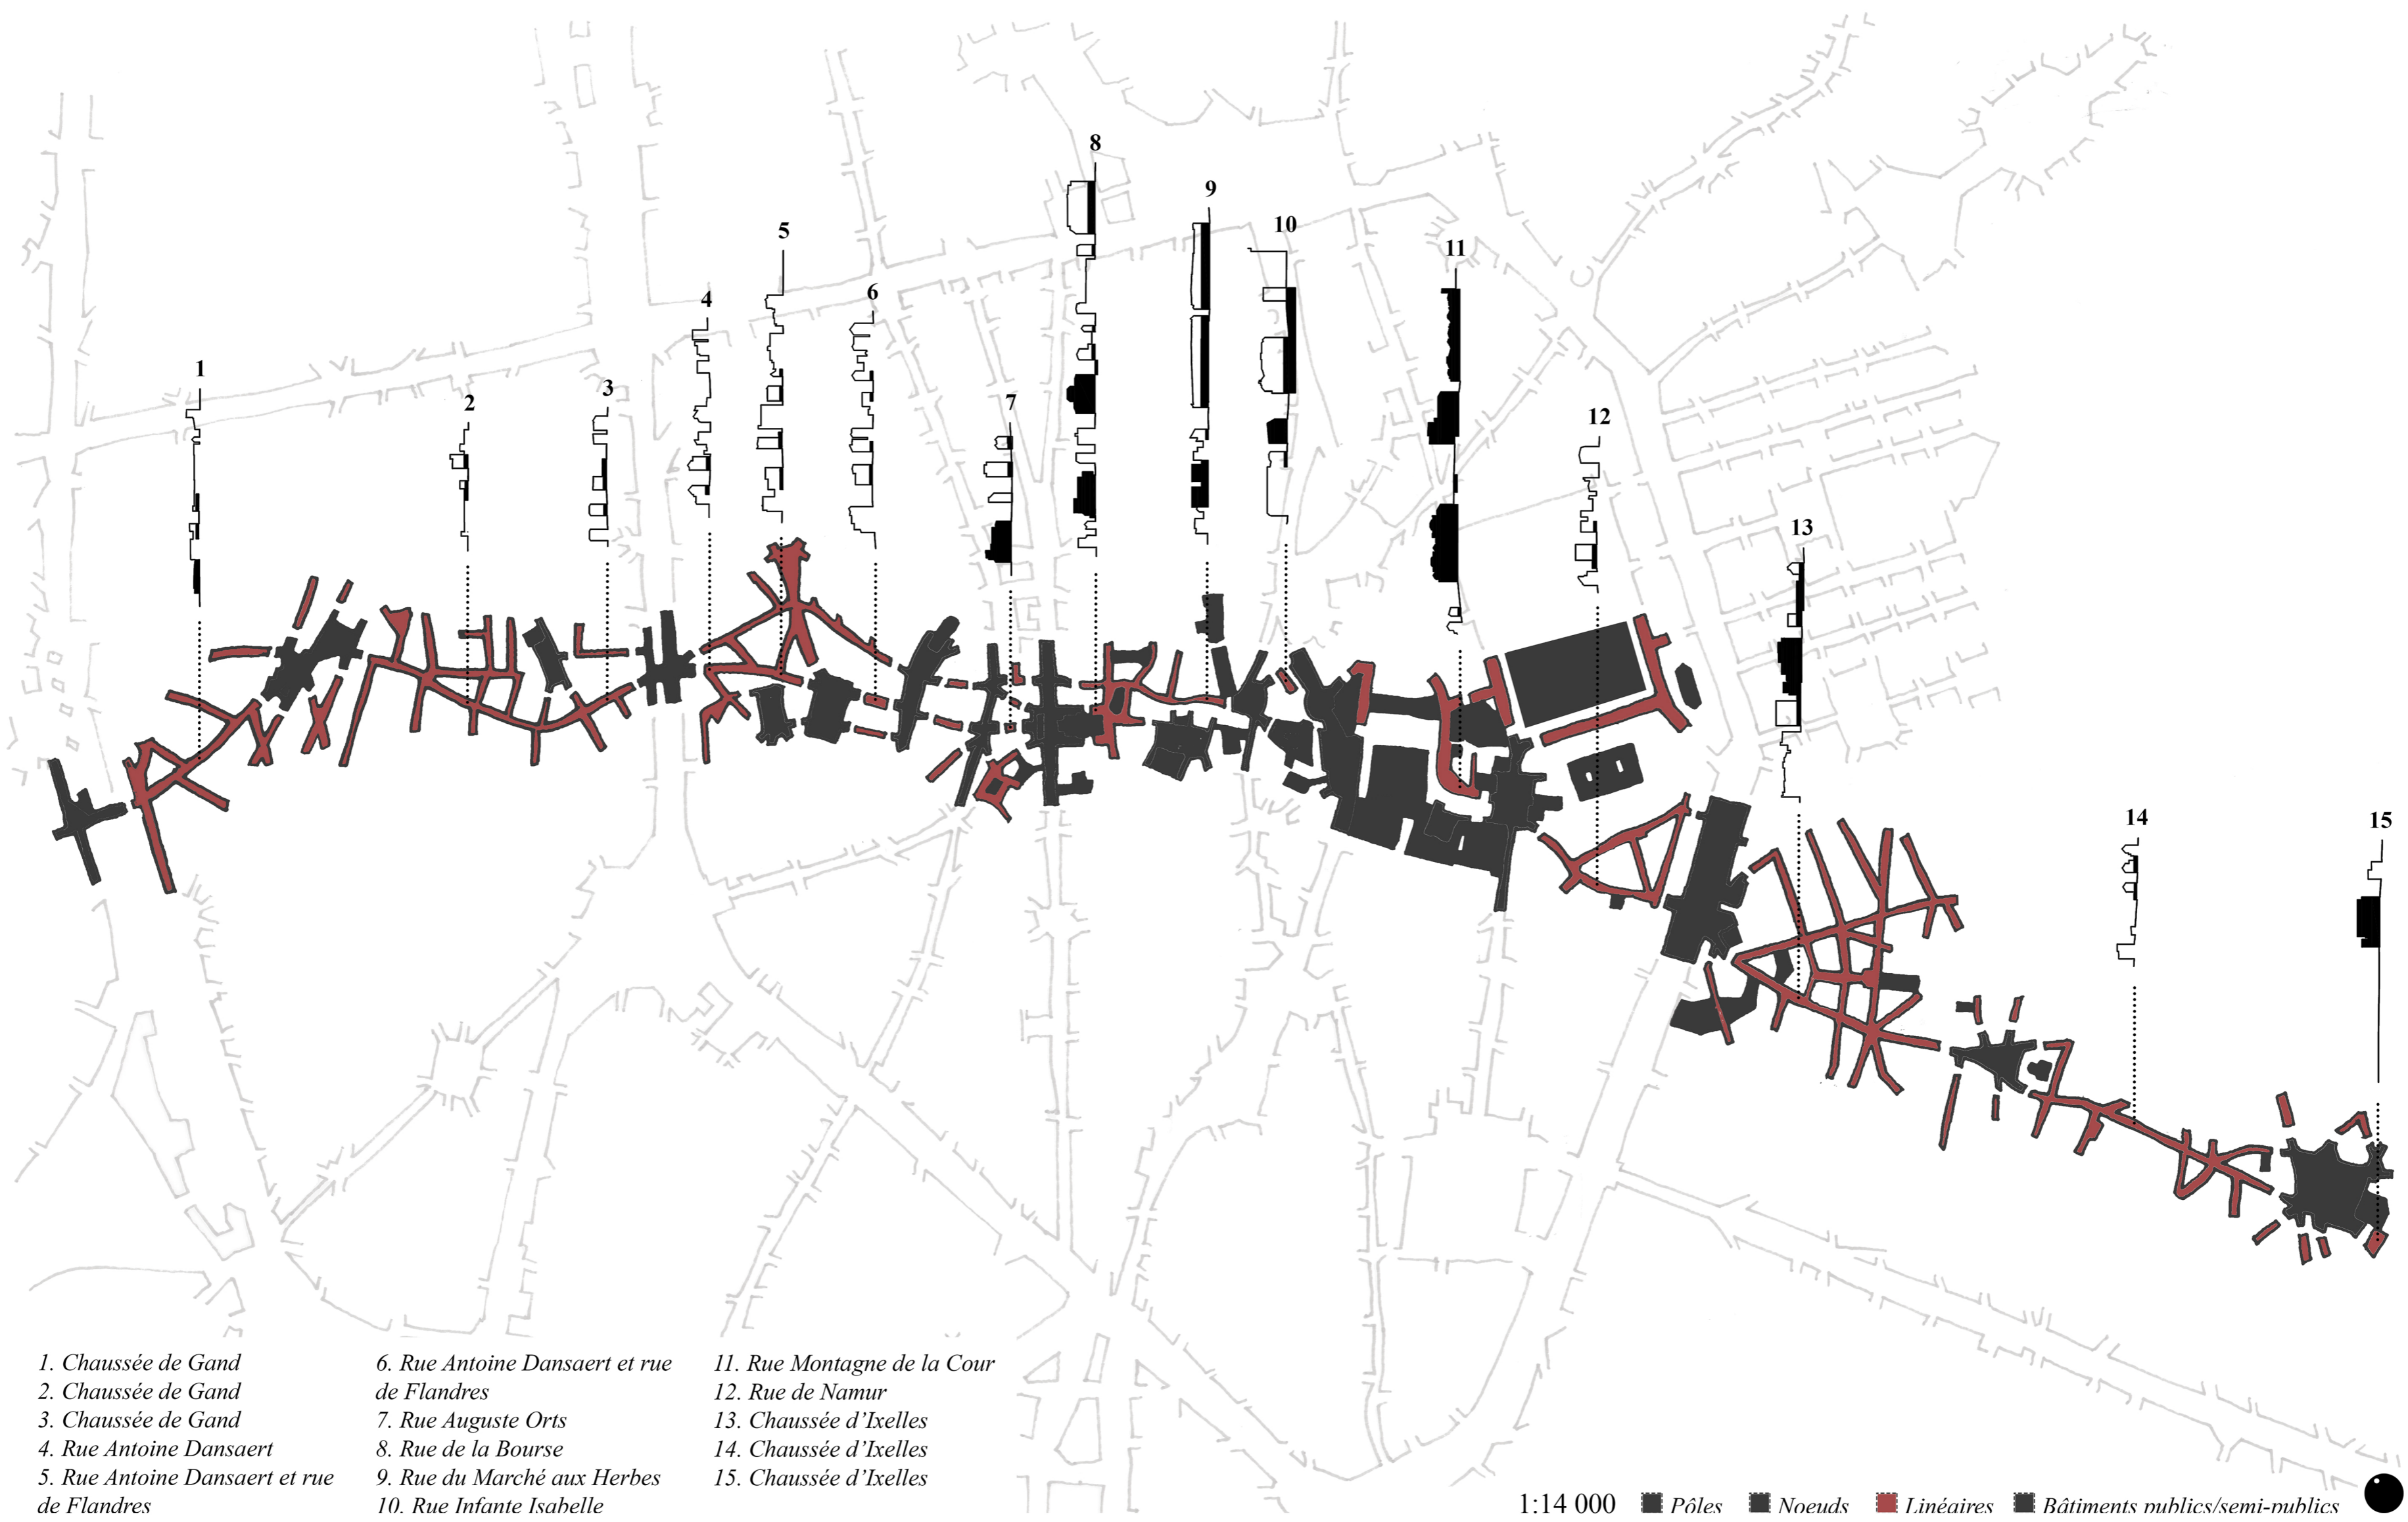 8
9
10
5
11
6
4
1
3
2
7
12
13
14
15
1. Chaussée de Gand
2. Chaussée de Gand
3. Chaussée de Gand
4. Rue Antoine Dansaert
5. Rue Antoine Dansaert et rue
de Flandres
6. Rue Antoine Dansaert et rue
de Flandres
7. Rue Auguste Orts
8. Rue de la Bourse
9. Rue du Marché aux Herbes
10. Rue Infante Isabelle
11. Rue Montagne de la Cour
12. Rue de Namur
13. Chaussée d’Ixelles
14. Chaussée d’Ixelles
15. Chaussée d’Ixelles
1:14 000 Pôles Noeuds Linéaires Bâtiments publics/semi-publics